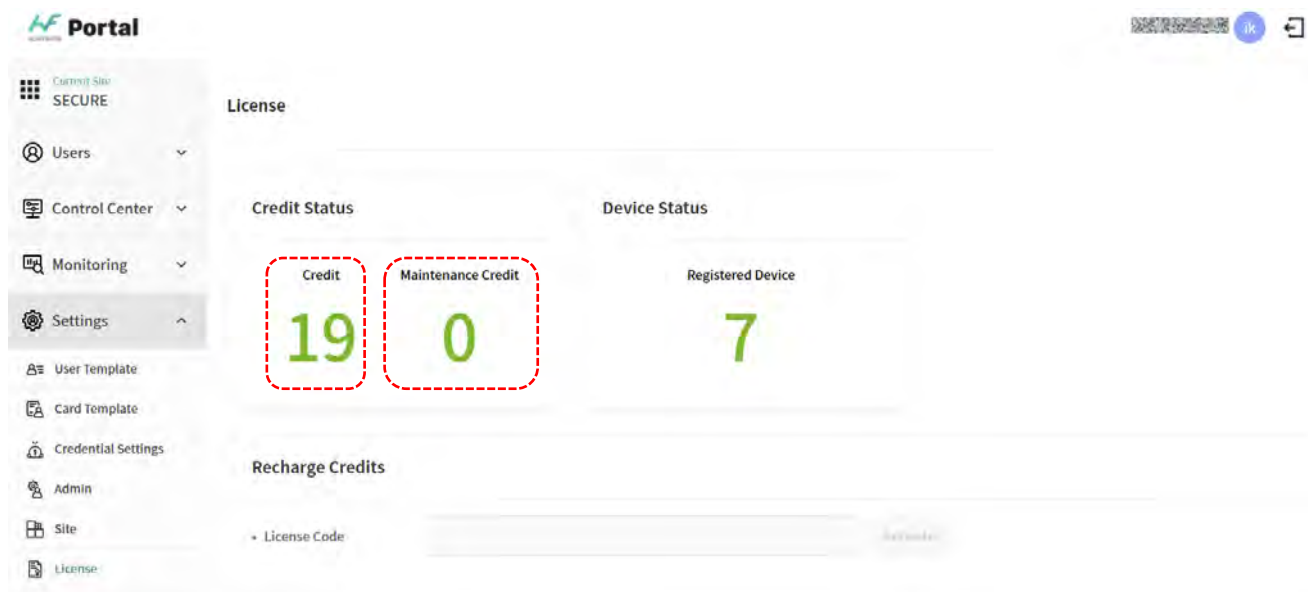 Portal
ik
Current Site
SECURE
License
Users
Control Center
Credit Status
Device Status
Monitoring
Credit
Maintenance Credit
Registered Device
19
0
7
Settings
User Template
Card Template
Credential Settings
Admin
Site
License
Recharge Credits
• License Code